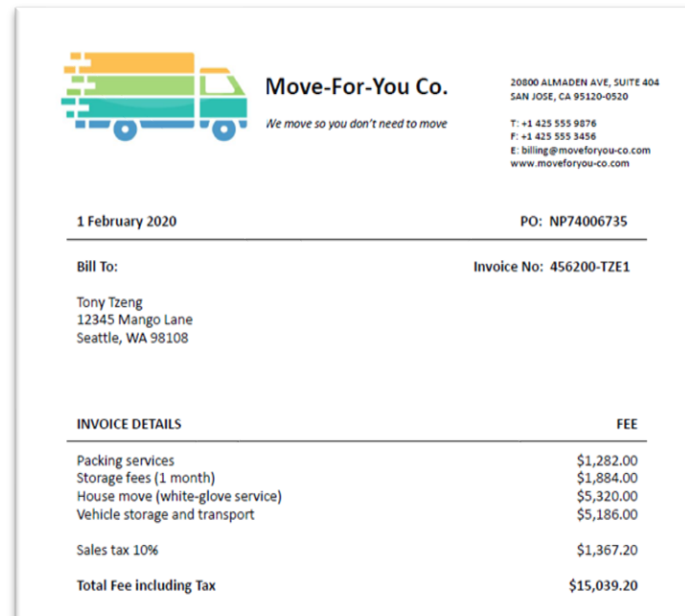 Move-For-You Co.
We move so you don't need to move
20800 ALMADEN AVE, SUITE 404
SAN JOSE, CA 95120-0520
T: +1 425 555 9876
F: +1 425 555 3456
E: billing@moveforyou-co.com
www.moveforyou-co.com
1 February 2020 PO: NP74006735
Bill To: Invoice No: 456200-TZE1
Tony Tzeng
12345 Mango Lane
Seattle, WA 98108
INVOICE DETAILS FEE
Packing services $1,282.00
Storage fees (1 month) $1,884.00
House move (white-glove service) $5,320.00
Vehicle storage and transport $5,186.00
Sales tax 10% $1,367.20
Total Fee including Tax $15,039.20